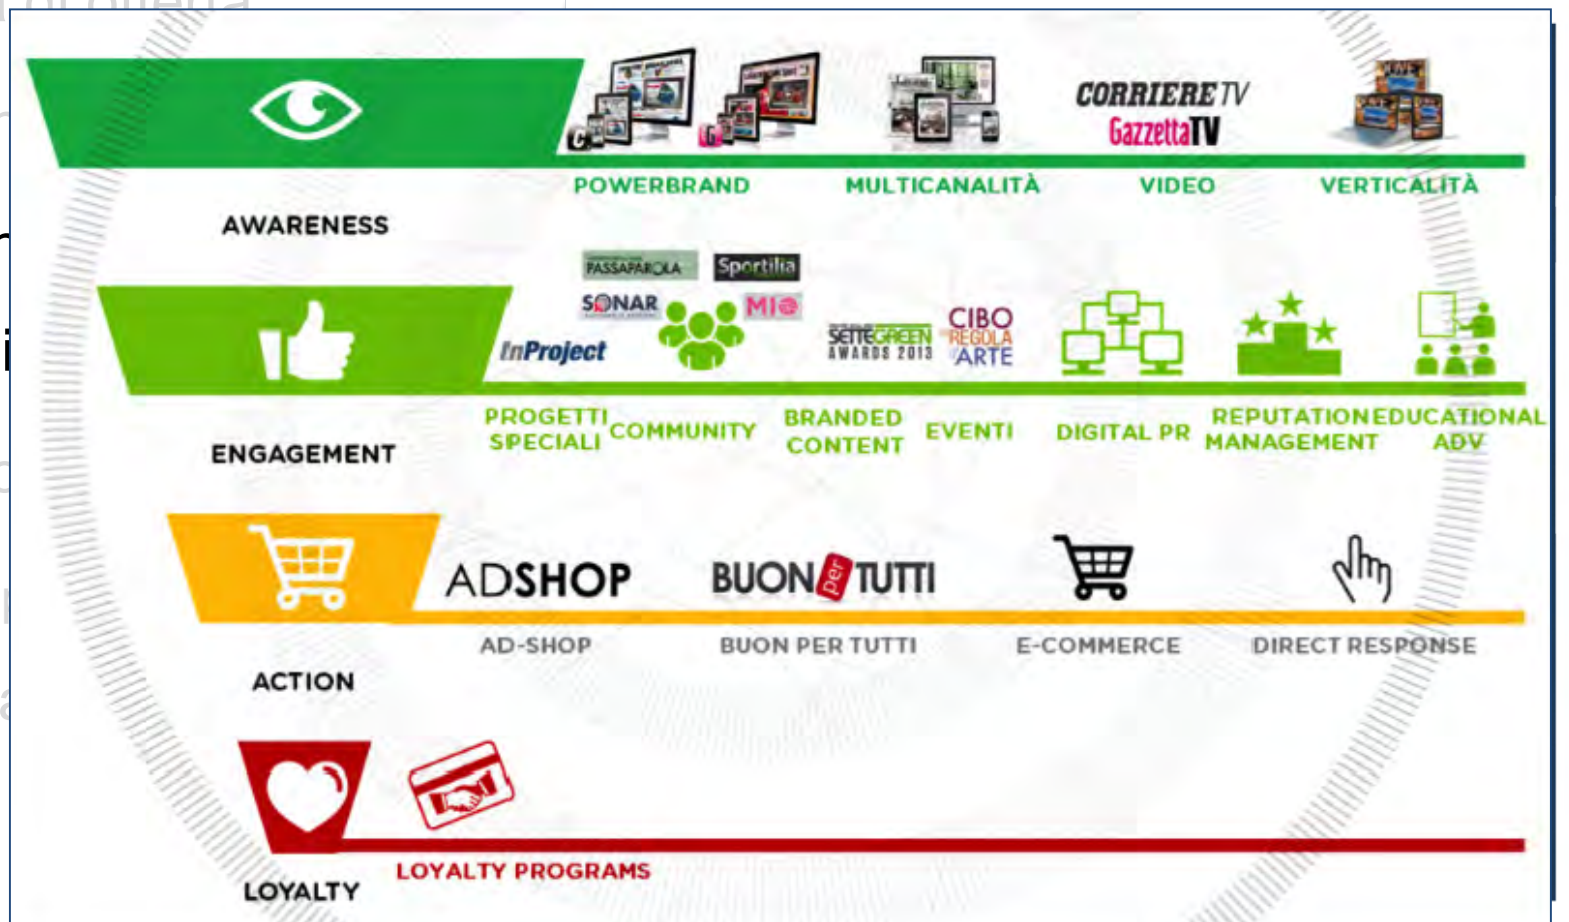 CORRIERE TV
GazzettaTV
POWERBRAND MULTICANALITÀ VIDEO VERTICALITÀ
AWARENESS
PASSAPAROLA Sportilia
SONAR MIO
InProject
SETTEGREEN AWARDS 2013
CIBO REGOLA ARTE
PROGETTI SPECIALI
COMMUNITY
BRANDED CONTENT
EVENTI
DIGITAL PR
REPUTATION MANAGEMENT
EDUCATIONAL ADV
ENGAGEMENT
ADSHOP BUON per TUTTI
AD-SHOP BUON PER TUTTI E-COMMERCE DIRECT RESPONSE
ACTION
LOYALTY PROGRAMS
LOYALTY